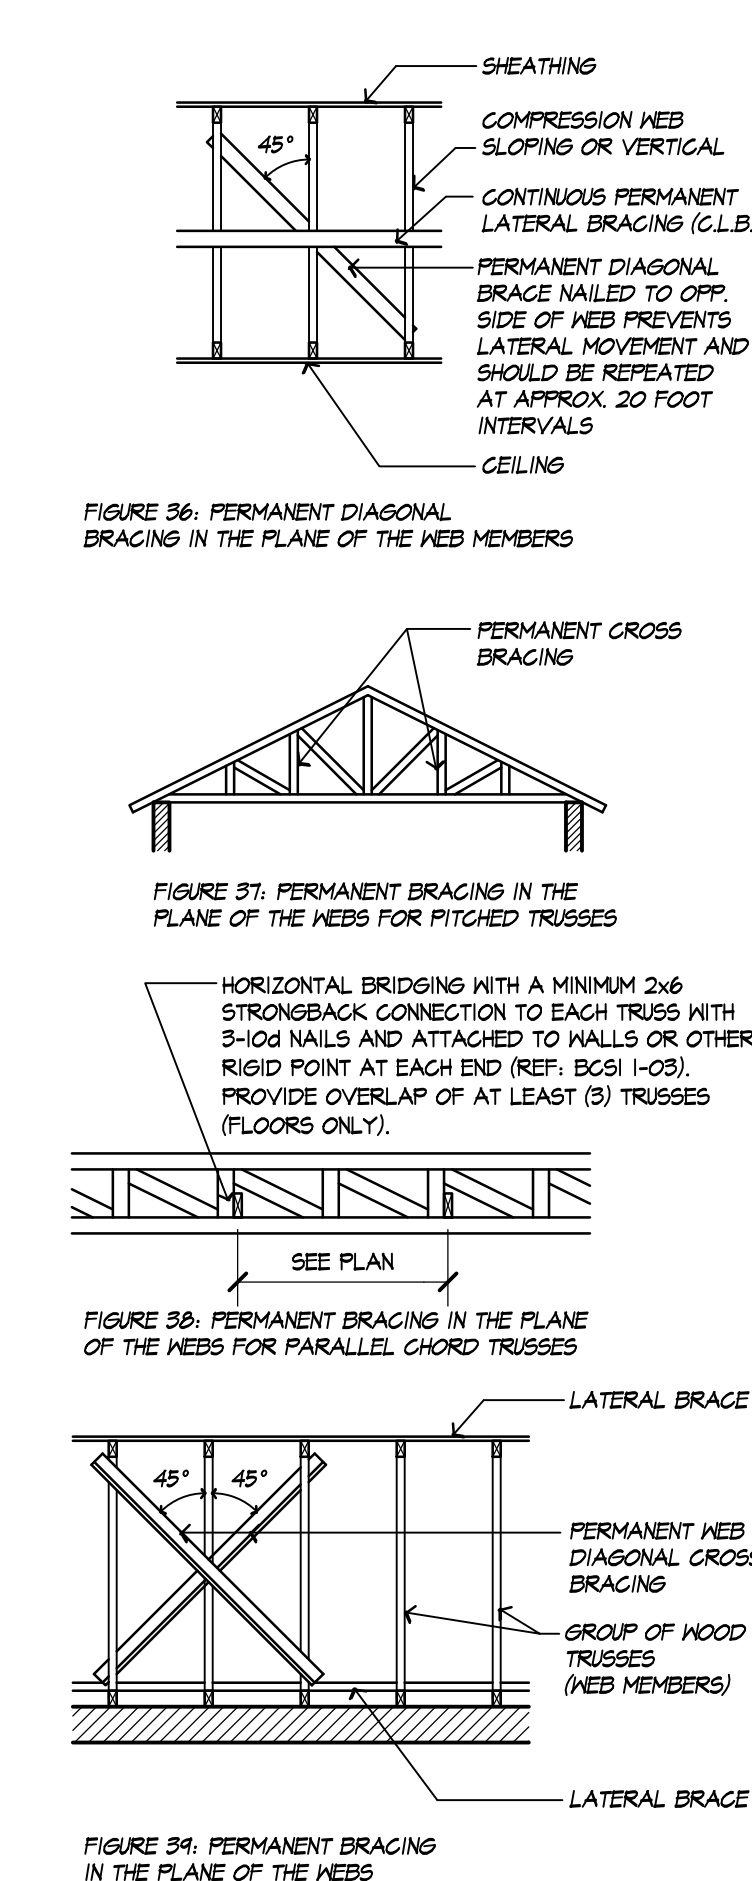 SHEATHING
45°
COMPRESSION WEB
SLOPING OR VERTICAL
CONTINUOUS PERMANENT
LATERAL BRACING (C.L.B.
PERMANENT DIAGONAL
BRACE NAILED TO OPP.
SIDE OF WEB PREVENTS
LATERAL MOVEMENT AND
SHOULD BE REPEATED
AT APPROX. 20 FOOT
INTERVALS
CEILING
FIGURE 36: PERMANENT DIAGONAL
BRACING IN THE PLANE OF THE WEB MEMBERS
PERMANENT CROSS
BRACING
FIGURE 37: PERMANENT BRACING IN THE
PLANE OF THE WEBS FOR PITCHED TRUSSES
HORIZONTAL BRIDGING WITH A MINIMUM 2x6
STRONGBACK CONNECTION TO EACH TRUSS WITH
3-10d NAILS AND ATTACHED TO WALLS OR OTHER
RIGID POINT AT EACH END (REF: BCSI 1-03).
PROVIDE OVERLAP OF AT LEAST (3) TRUSSES
(FLOORS ONLY).
SEE PLAN
FIGURE 38: PERMANENT BRACING IN THE PLANE
OF THE WEBS FOR PARALLEL CHORD TRUSSES
LATERAL BRACE
45° 45°
PERMANENT WEB
DIAGONAL CROSS
BRACING
GROUP OF WOOD
TRUSSES
(WEB MEMBERS)
LATERAL BRACE
FIGURE 39: PERMANENT BRACING
IN THE PLANE OF THE WEBS